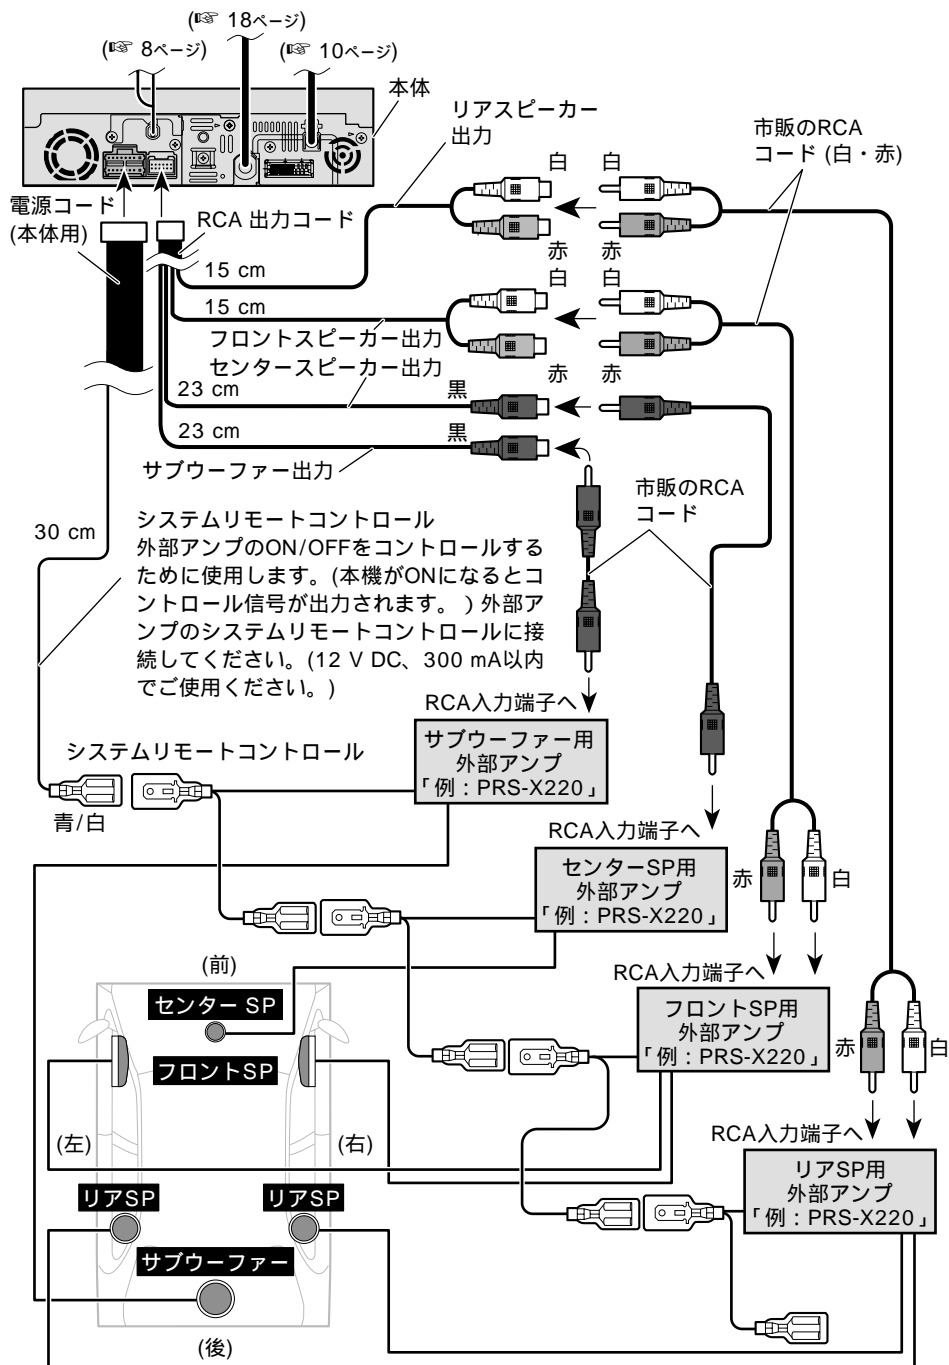 (☞ 18ページ)
(☞ 8ページ)
(☞ 10ページ)
本体
リアスピーカー
出力
市販のRCA
コード (白・赤)
白
白
電源コード
(本体用)
RCA 出力コード
赤
赤
15 cm
白
白
15 cm
フロントスピーカー出力
センタースピーカー出力
赤
赤
23 cm
黒
23 cm
黒
サブウーファー出力
市販のRCA
コード
30 cm
システムリモートコントロール
外部アンプのON/OFFをコントロールする
ために使用します。(本機がONになるとコ
ントロール信号が出力されます。 ) 外部ア
ンプのシステムリモートコントロールに接
続してください。(12 V DC、300 mA以内
でご使用ください。)
RCA入力端子へ
サブウーファー用
外部アンプ
「例：PRS-X220」
システムリモートコントロール
青/白
RCA入力端子へ
センターSP用
外部アンプ
「例：PRS-X220」
赤
白
(前)
RCA入力端子へ
センター SP
フロントSP用
外部アンプ
「例：PRS-X220」
赤
白
フロントSP
(左)
(右)
RCA入力端子へ
リアSP用
外部アンプ
「例：PRS-X220」
リアSP
リアSP
サブウーファー
(後)